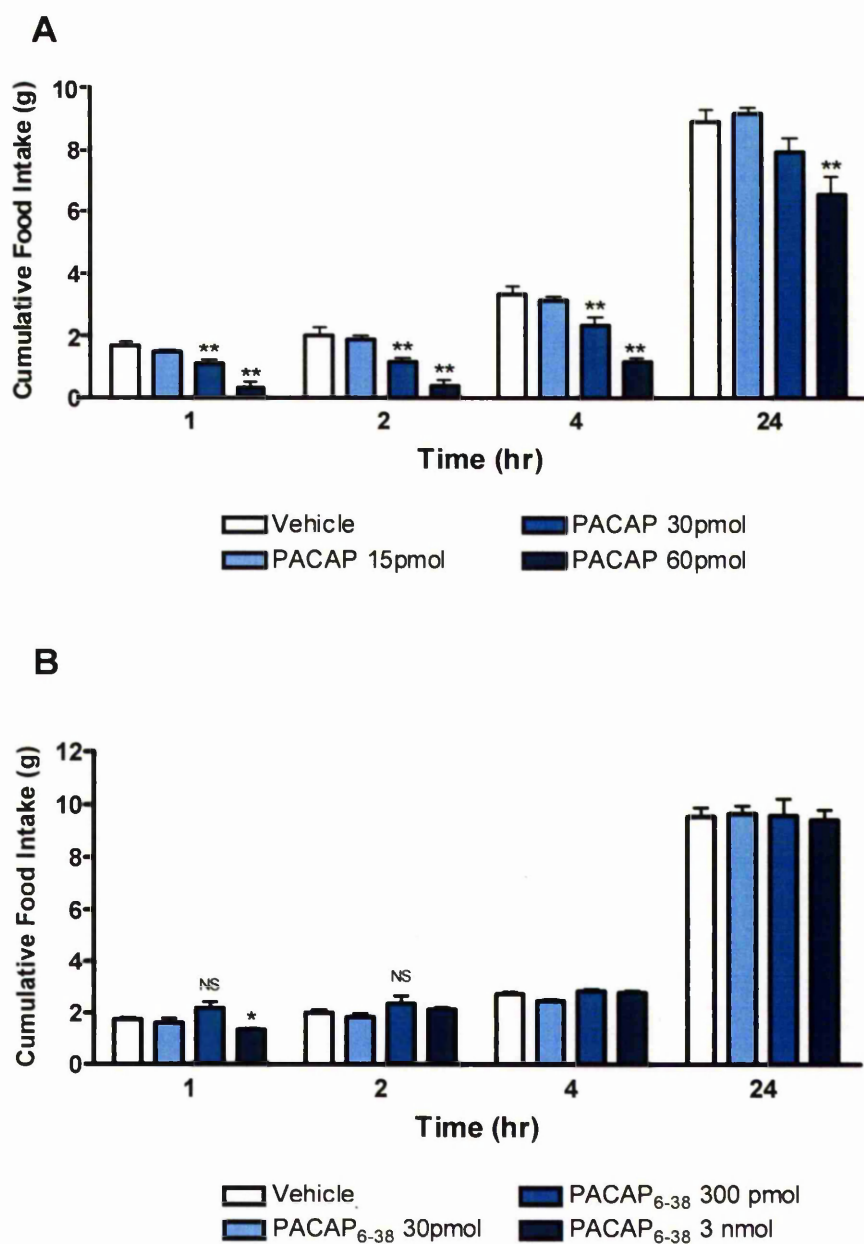 A
Cumulative Food Intake (g)
10
8
6
4
2
0
**
**
**
**
**
**
**
1
2
4
24
Time (hr)
Vehicle
PACAP 30pmol
PACAP 15pmol
PACAP 60pmol
B
Cumulative Food Intake (g)
12
10
8
6
4
2
0
NS
*
NS
1
2
4
24
Time (hr)
Vehicle
PACAP₆₋₃₈ 300 pmol
PACAP₆₋₃₈ 30pmol
PACAP₆₋₃₈ 3 nmol